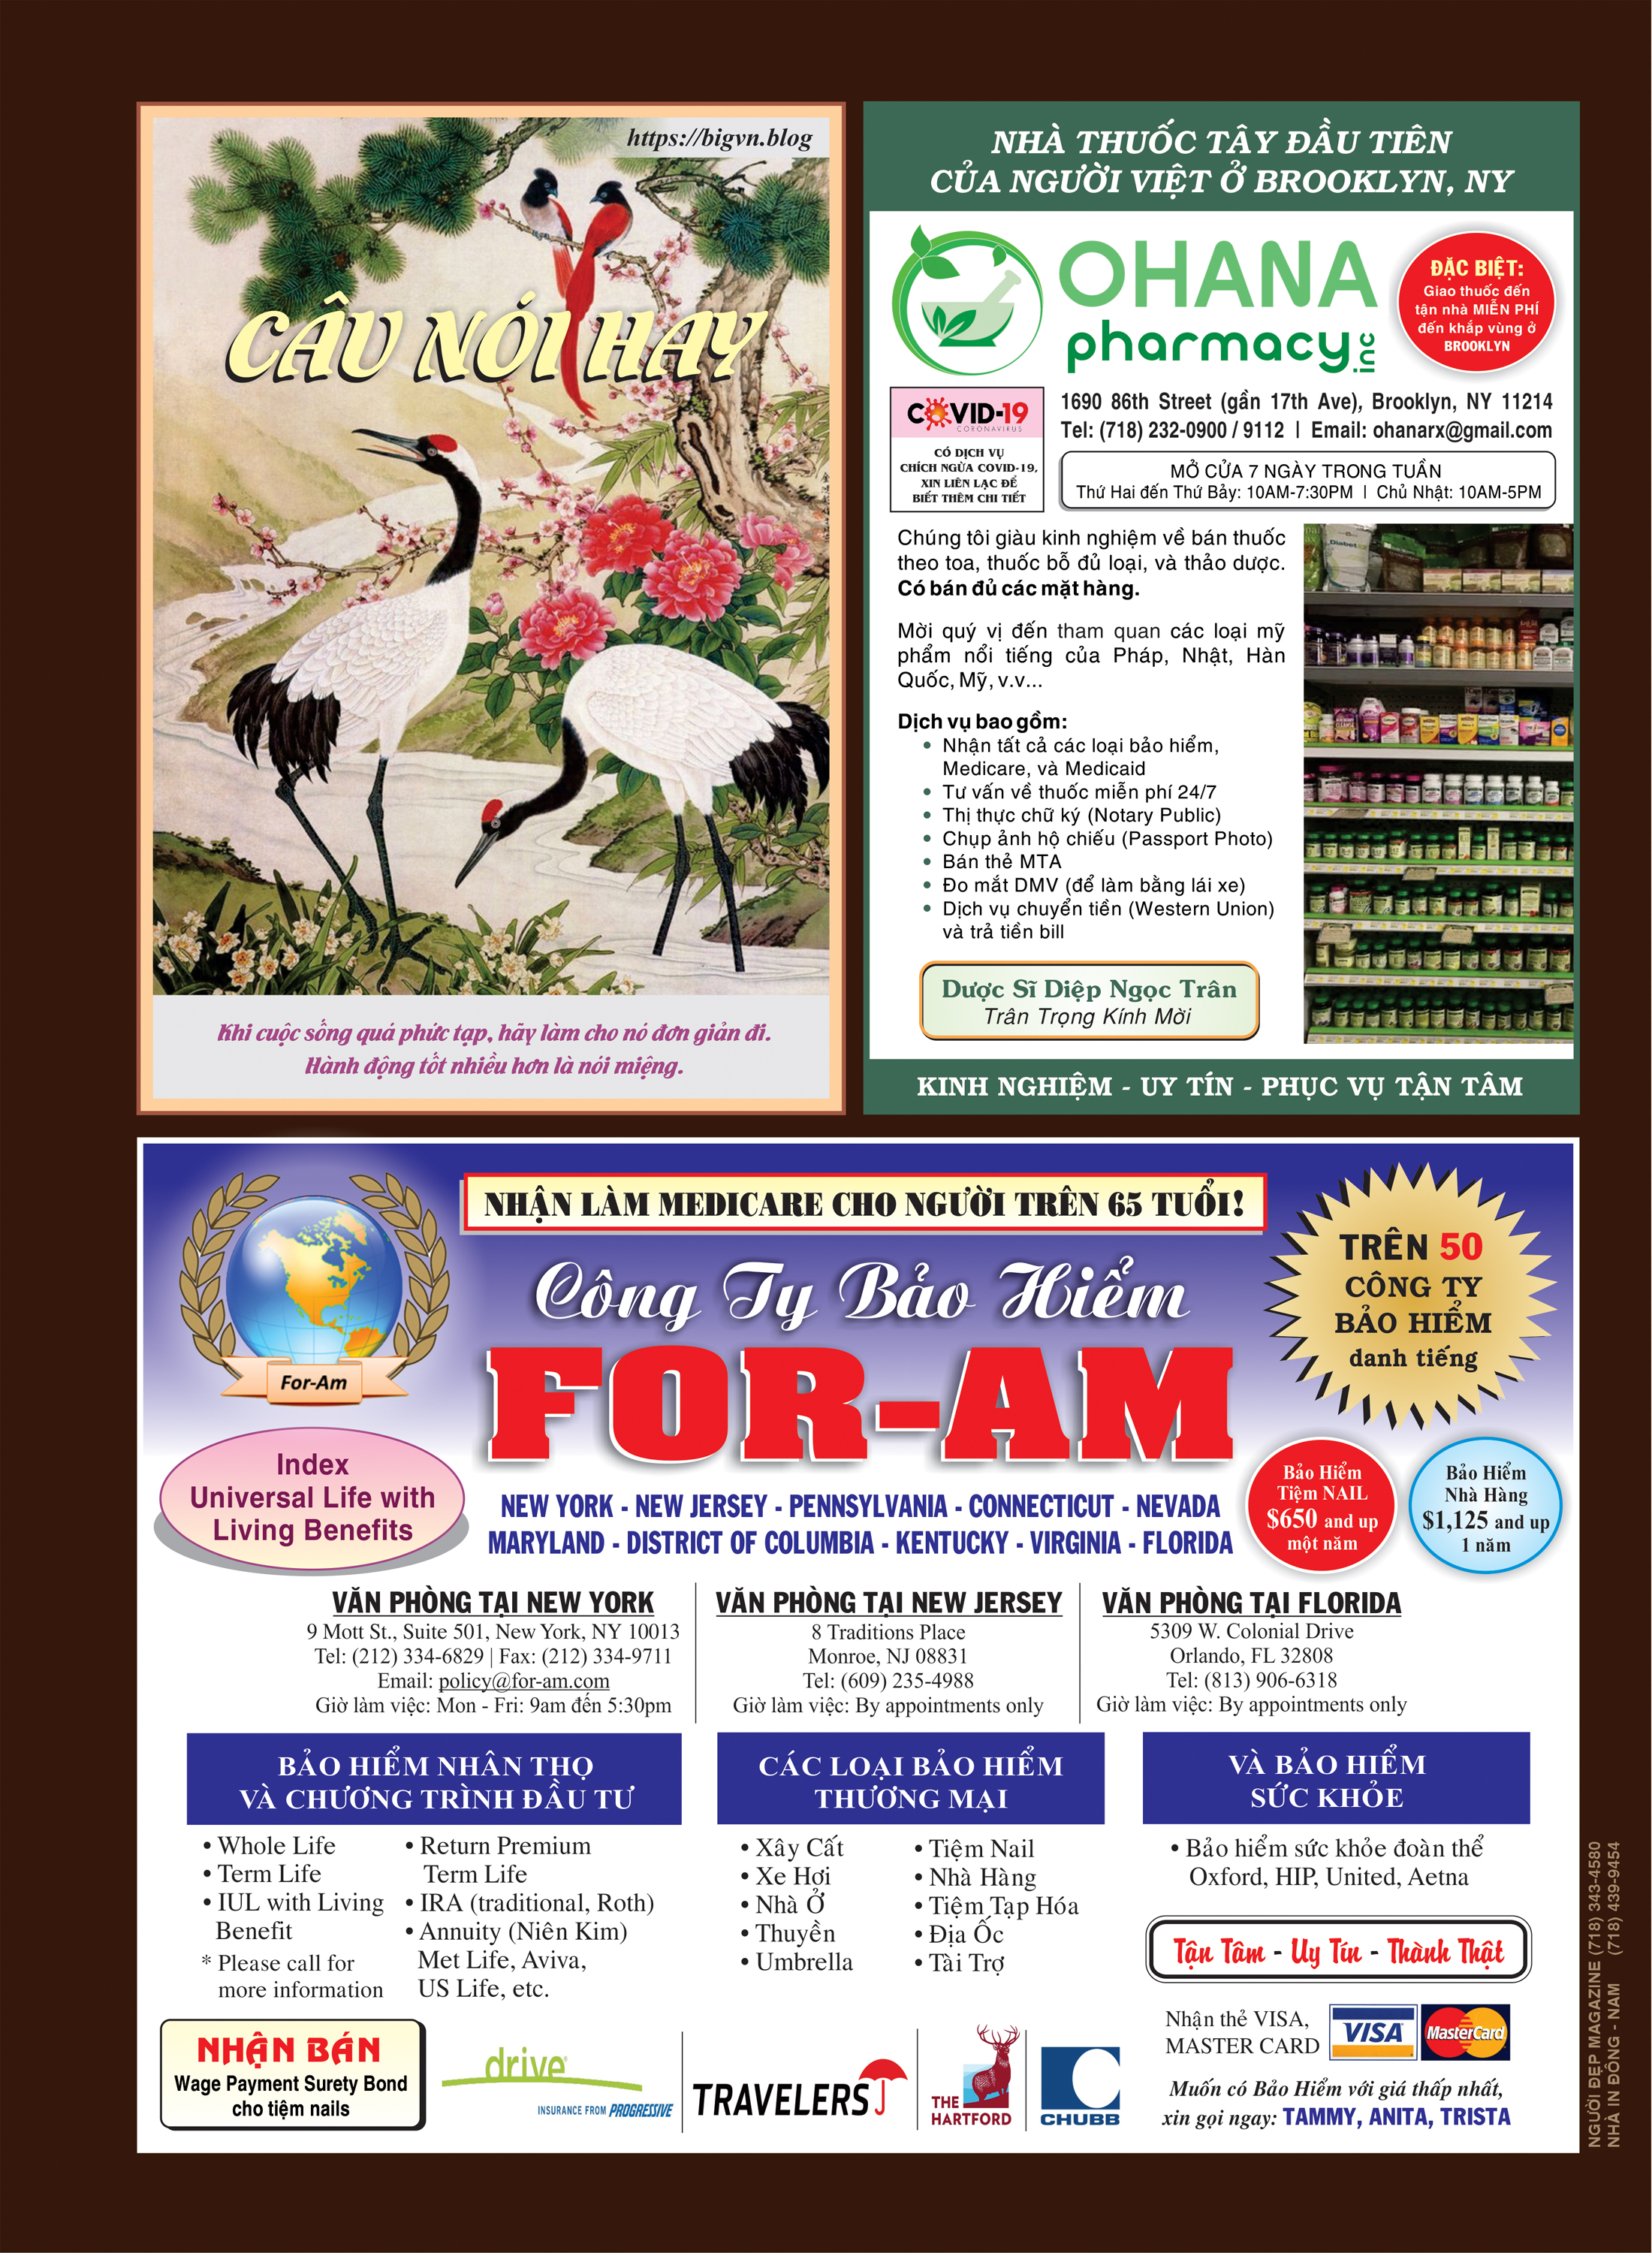 https://bigvn.blog
CÂU NÓI HAY
Khi cuộc sống quá phức tạp, hãy làm cho nó đơn giản đi.
Hành động tốt nhiều hơn là nói miệng.
NHÀ THUỐC TÂY ĐẦU TIÊN
CỦA NGƯỜI VIỆT Ở BROOKLYN, NY
OHANA
pharmacy inc
ĐẶC BIỆT:
Giao thuốc đến
tận nhà MIỄN PHÍ
đến khắp vùng ở
BROOKLYN
COVID-19
CORONAVIRUS
CÓ DỊCH VỤ
CHÍCH NGỪA COVID-19,
XIN LIÊN LẠC ĐỂ
BIẾT THÊM CHI TIẾT
1690 86th Street (gần 17th Ave), Brooklyn, NY 11214
Tel: (718) 232-0900 / 9112 | Email: ohanarx@gmail.com
MỞ CỬA 7 NGÀY TRONG TUẦN
Thứ Hai đến Thứ Bảy: 10AM-7:30PM | Chủ Nhật: 10AM-5PM
Chúng tôi giàu kinh nghiệm về bán thuốc
theo toa, thuốc bỗ đủ loại, và thảo dược.
Có bán đủ các mặt hàng.
Mời quý vị đến tham quan các loại mỹ
phẩm nổi tiếng của Pháp, Nhật, Hàn
Quốc, Mỹ, v.v...
Dịch vụ bao gồm:
• Nhận tất cả các loại bảo hiểm,
Medicare, và Medicaid
• Tư vấn về thuốc miễn phí 24/7
• Thị thực chữ ký (Notary Public)
• Chụp ảnh hộ chiếu (Passport Photo)
• Bán thẻ MTA
• Đo mắt DMV (để làm bằng lái xe)
• Dịch vụ chuyển tiền (Western Union)
và trả tiền bill
Dược Sĩ Diệp Ngọc Trân
Trân Trọng Kính Mời
KINH NGHIỆM - UY TÍN - PHỤC VỤ TẬN TÂM
NHẬN LÀM MEDICARE CHO NGƯỜI TRÊN 65 TUỔI!
For-Am
Công Ty Bảo Hiểm
FOR-AM
TRÊN 50
CÔNG TY
BẢO HIỂM
danh tiếng
Index
Universal Life with
Living Benefits
NEW YORK - NEW JERSEY - PENNSYLVANIA - CONNECTICUT - NEVADA
MARYLAND - DISTRICT OF COLUMBIA - KENTUCKY - VIRGINIA - FLORIDA
Bảo Hiểm
Tiệm NAIL
$650 and up
một năm
Bảo Hiểm
Nhà Hàng
$1,125 and up
1 năm
VĂN PHÒNG TẠI NEW YORK
9 Mott St., Suite 501, New York, NY 10013
Tel: (212) 334-6829 | Fax: (212) 334-9711
Email: policy@for-am.com
Giờ làm việc: Mon - Fri: 9am đến 5:30pm
VĂN PHÒNG TẠI NEW JERSEY
8 Traditions Place
Monroe, NJ 08831
Tel: (609) 235-4988
Giờ làm việc: By appointments only
VĂN PHÒNG TẠI FLORIDA
5309 W. Colonial Drive
Orlando, FL 32808
Tel: (813) 906-6318
Giờ làm việc: By appointments only
BẢO HIỂM NHÂN THỌ
VÀ CHƯƠNG TRÌNH ĐẦU TƯ
• Whole Life
• Term Life
• IUL with Living
Benefit
* Please call for
more information
• Return Premium
Term Life
• IRA (traditional, Roth)
• Annuity (Niên Kim)
Met Life, Aviva,
US Life, etc.
CÁC LOẠI BẢO HIỂM
THƯƠNG MẠI
• Xây Cất
• Xe Hơi
• Nhà Ở
• Thuyền
• Umbrella
• Tiệm Nail
• Nhà Hàng
• Tiệm Tạp Hóa
• Địa Ốc
• Tài Trợ
VÀ BẢO HIỂM
SỨC KHỎE
• Bảo hiểm sức khỏe đoàn thể
Oxford, HIP, United, Aetna
Tận Tâm - Uy Tín - Thành Thật
NHẬN BÁN
Wage Payment Surety Bond
cho tiệm nails
drive
INSURANCE FROM PROGRESSIVE
TRAVELERS
THE
HARTFORD
CHUBB
Nhận thẻ VISA,
MASTER CARD
VISA
MasterCard
Muốn có Bảo Hiểm với giá thấp nhất,
xin gọi ngay: TAMMY, ANITA, TRISTA
NGƯỜI ĐẸP MAGAZINE (718) 343-4580
NHÀ IN ĐÔNG - NAM (718) 439-9454